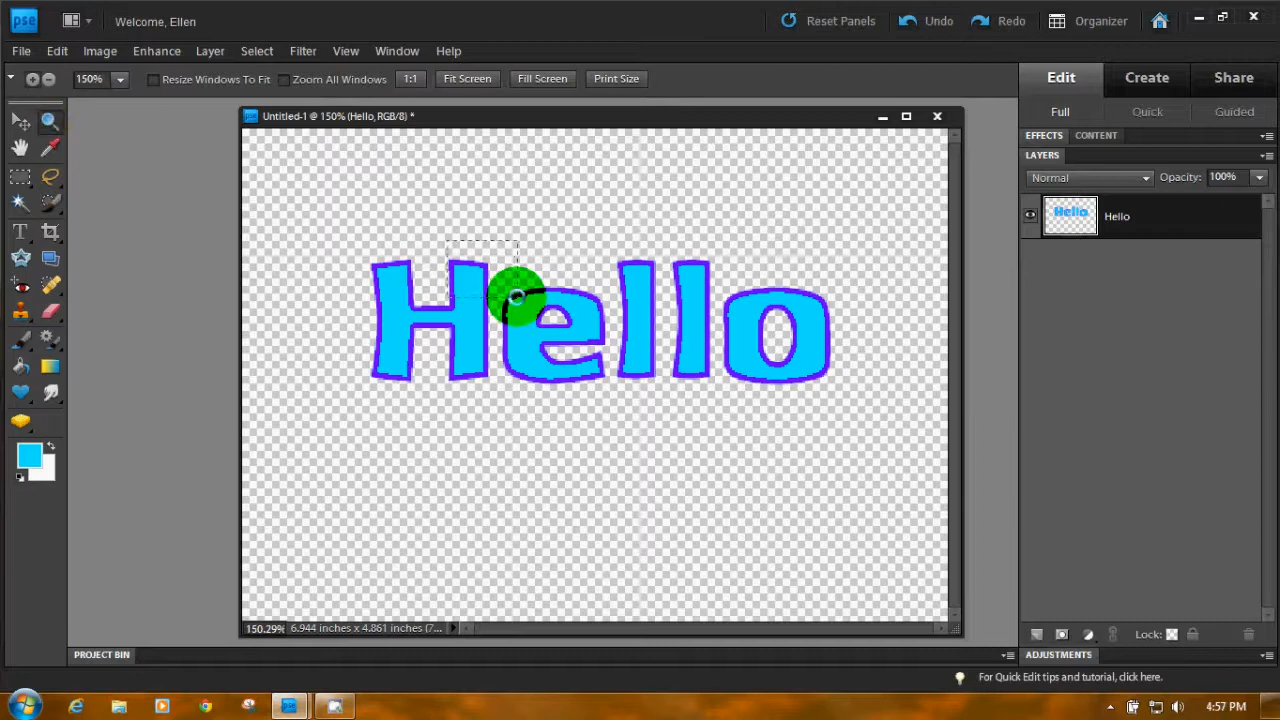 pse Welcome, Ellen Reset Panels Undo Redo Organizer
File Edit Image Enhance Layer Select Filter View Window Help
150% Resize Windows To Fit Zoom All Windows 1:1 Fit Screen Fill Screen Print Size
Edit Create Share
Full Quick Guided
Untitled-1 @ 150% (Hello, RGB/8) *
EFFECTS CONTENT
LAYERS
Normal Opacity: 100%
Hello Hello
Hello
T
150.29% 6.944 inches x 4.861 inches (7...
Lock:
PROJECT BIN
ADJUSTMENTS
For Quick Edit tips and tutorial, click here.
4:57 PM